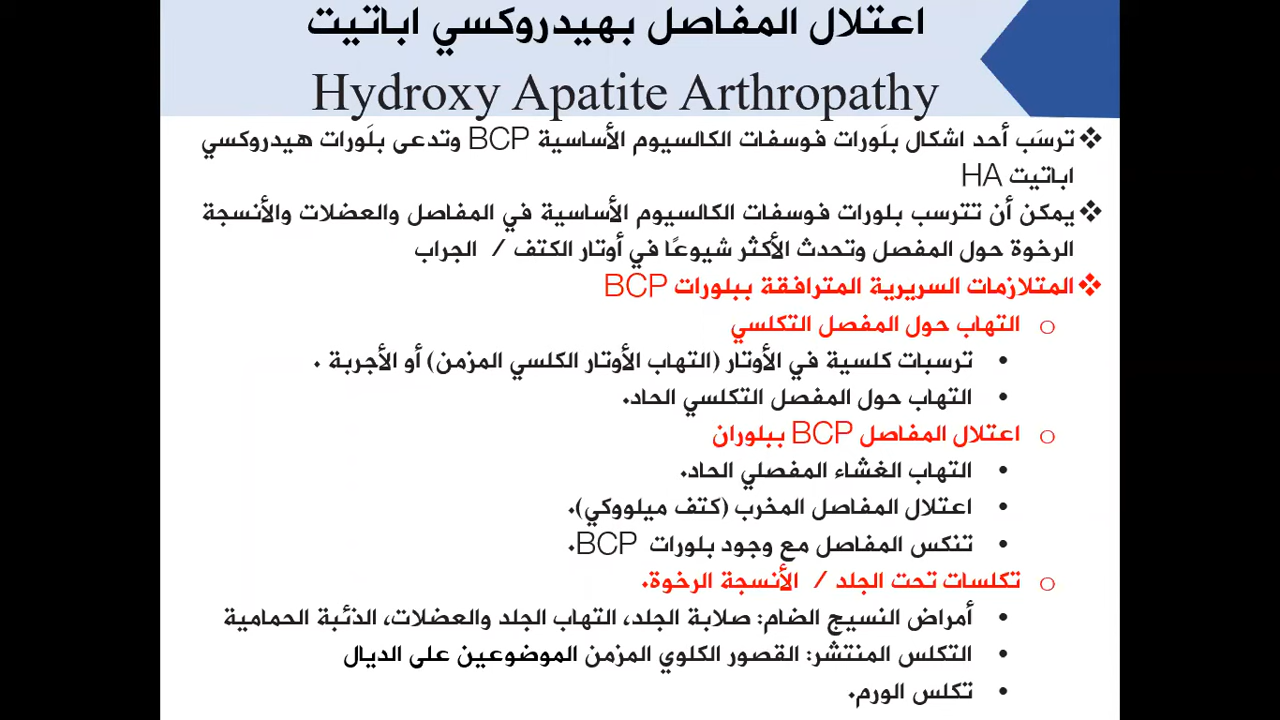 اعتلال المفاصل بهيدروكسي اباتيت
Hydroxy Apatite Arthropathy
❖ ترسَب أحد اشكال بلَورات فوسفات الكالسيوم الأساسية BCP وتدعى بلَورات هيدروكسي
اباتيت HA
❖ يمكن أن تترسب بلورات فوسفات الكالسيوم الأساسية في المفاصل والعضلات والأنسجة
الرخوة حول المفصل وتحدث الأكثر شيوعًا في أوتار الكتف / الجراب
❖ المتلازمات السريرية المترافقة ببلورات BCP
o التهاب حول المفصل التكلسي
• ترسبات كلسية في الأوتار (التهاب الأوتار الكلسي المزمن) أو الأجربة .
• التهاب حول المفصل التكلسي الحاد.
o اعتلال المفاصل BCP ببلوران
• التهاب الغشاء المفصلي الحاد.
• اعتلال المفاصل المخرب (كتف ميلووكي).
• تنكس المفاصل مع وجود بلورات BCP.
o تكلسات تحت الجلد / الأنسجة الرخوة.
• أمراض النسيج الضام: صلابة الجلد، التهاب الجلد والعضلات، الذئبة الحمامية
• التكلس المنتشر: القصور الكلوي المزمن الموضوعين على الديال
• تكلس الورم.